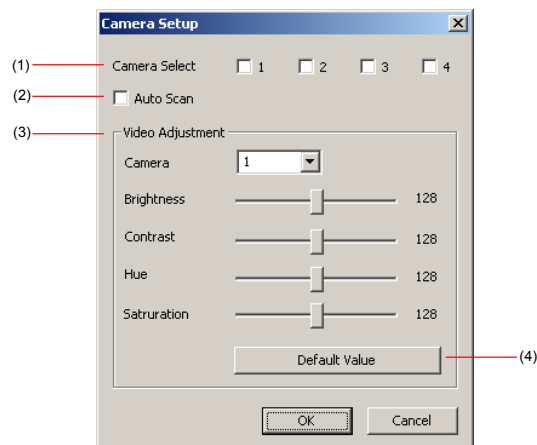 Camera Setup
(1) Camera Select 1 2 3 4
(2) Auto Scan
(3) Video Adjustment
Camera 1
Brightness 128
Contrast 128
Hue 128
Satruration 128
Default Value (4)
OK Cancel